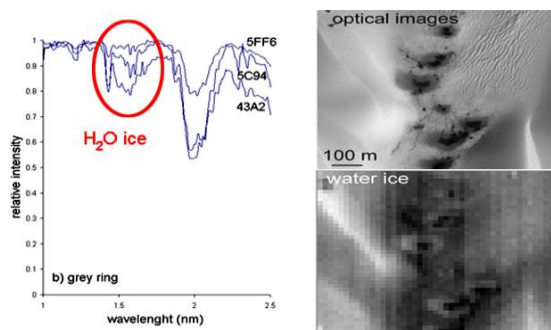 1
0.9
0.8
0.7
0.6
0.5
0.4
0.3
0.2
0.1
0
relative intensity
5FF6
5C94
43A2
H₂O ice
b) grey ring
1 1.5 2 2.5
wavelenght (nm)
optical images
100 m
water ice